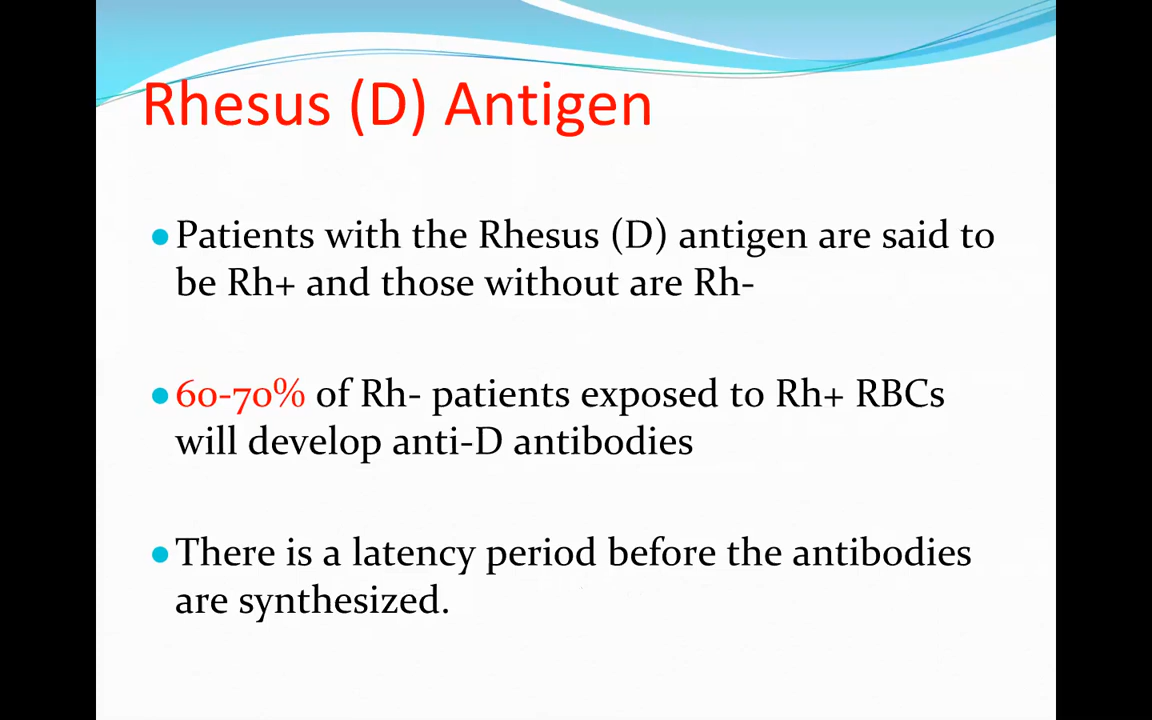 Rhesus (D) Antigen
Patients with the Rhesus (D) antigen are said to
be Rh+ and those without are Rh-
60-70% of Rh- patients exposed to Rh+ RBCs
will develop anti-D antibodies
There is a latency period before the antibodies
are synthesized.